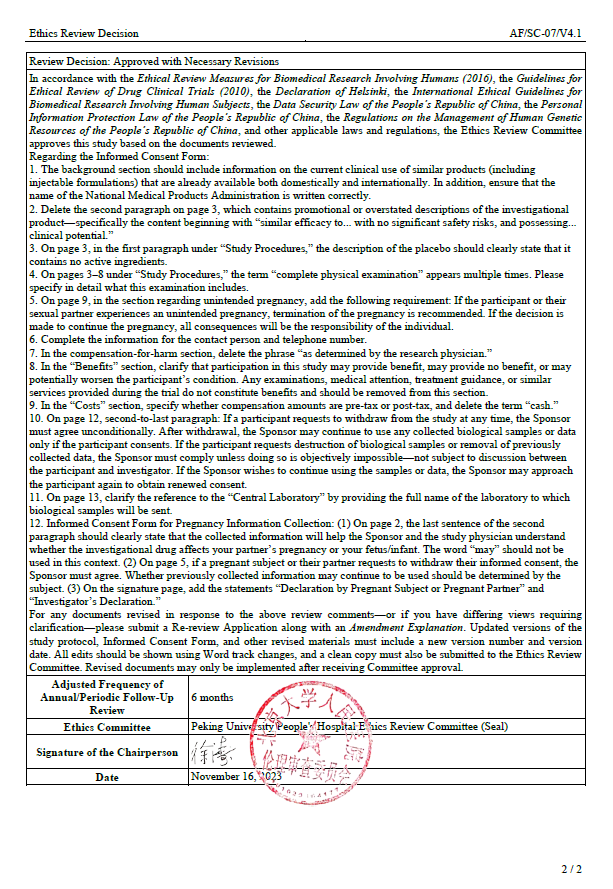 Ethics Review Decision AF/SC-07/V4.1
Review Decision: Approved with Necessary Revisions
In accordance with the Ethical Review Measures for Biomedical Research Involving Humans (2016), the Guidelines for
Ethical Review of Drug Clinical Trials (2010), the Declaration of Helsinki, the International Ethical Guidelines for
Biomedical Research Involving Human Subjects, the Data Security Law of the People's Republic of China, the Personal
Information Protection Law of the People's Republic of China, the Regulations on the Management of Human Genetic
Resources of the People's Republic of China, and other applicable laws and regulations, the Ethics Review Committee
approves this study based on the documents reviewed.
Regarding the Informed Consent Form:
1. The background section should include information on the current clinical use of similar products (including
injectable formulations) that are already available both domestically and internationally. In addition, ensure that the
name of the National Medical Products Administration is written correctly.
2. Delete the second paragraph on page 3, which contains promotional or overstated descriptions of the investigational
product—specifically the content beginning with “similar efficacy to... with no significant safety risks, and possessing...
clinical potential.”
3. On page 3, in the first paragraph under “Study Procedures,” the description of the placebo should clearly state that it
contains no active ingredients.
4. On pages 3–8 under “Study Procedures,” the term “complete physical examination” appears multiple times. Please
specify in detail what this examination includes.
5. On page 9, in the section regarding unintended pregnancy, add the following requirement: If the participant or their
sexual partner experiences an unintended pregnancy, termination of the pregnancy is recommended. If the decision is
made to continue the pregnancy, all consequences will be the responsibility of the individual.
6. Complete the information for the contact person and telephone number.
7. In the compensation-for-harm section, delete the phrase “as determined by the research physician.”
8. In the “Benefits” section, clarify that participation in this study may provide benefit, may provide no benefit, or may
potentially worsen the participant's condition. Any examinations, medical attention, treatment guidance, or similar
services provided during the trial do not constitute benefits and should be removed from this section.
9. In the “Costs” section, specify whether compensation amounts are pre-tax or post-tax, and delete the term “cash.”
10. On page 12, second-to-last paragraph: If a participant requests to withdraw from the study at any time, the Sponsor
must agree unconditionally. After withdrawal, the Sponsor may continue to use any collected biological samples or data
only if the participant consents. If the participant requests destruction of biological samples or removal of previously
collected data, the Sponsor must comply unless doing so is objectively impossible—not subject to discussion between
the participant and investigator. If the Sponsor wishes to continue using the samples or data, the Sponsor may approach
the participant again to obtain renewed consent.
11. On page 13, clarify the reference to the “Central Laboratory” by providing the full name of the laboratory to which
biological samples will be sent.
12. Informed Consent Form for Pregnancy Information Collection: (1) On page 2, the last sentence of the second
paragraph should clearly state that the collected information will help the Sponsor and the study physician understand
whether the investigational drug affects your partner's pregnancy or your fetus/infant. The word “may” should not be
used in this context. (2) On page 5, if a pregnant subject or their partner requests to withdraw their informed consent, the
Sponsor must agree. Whether previously collected information may continue to be used should be determined by the
subject. (3) On the signature page, add the statements “Declaration by Pregnant Subject or Pregnant Partner” and
“Investigator's Declaration.”
For any documents revised in response to the above review comments—or if you have differing views requiring
clarification—please submit a Re-review Application along with an Amendment Explanation. Updated versions of the
study protocol, Informed Consent Form, and other revised materials must include a new version number and version
date. All edits should be shown using Word track changes, and a clean copy must also be submitted to the Ethics Review
Committee. Revised documents may only be implemented after receiving Committee approval.
Adjusted Frequency of
Annual/Periodic Follow-Up
Review
6 months
Ethics Committee
Peking University People's Hospital Ethics Review Committee (Seal)
Signature of the Chairperson
Date
November 16, 2023
北京大学人民医院
伦理审查委员会
2 / 2